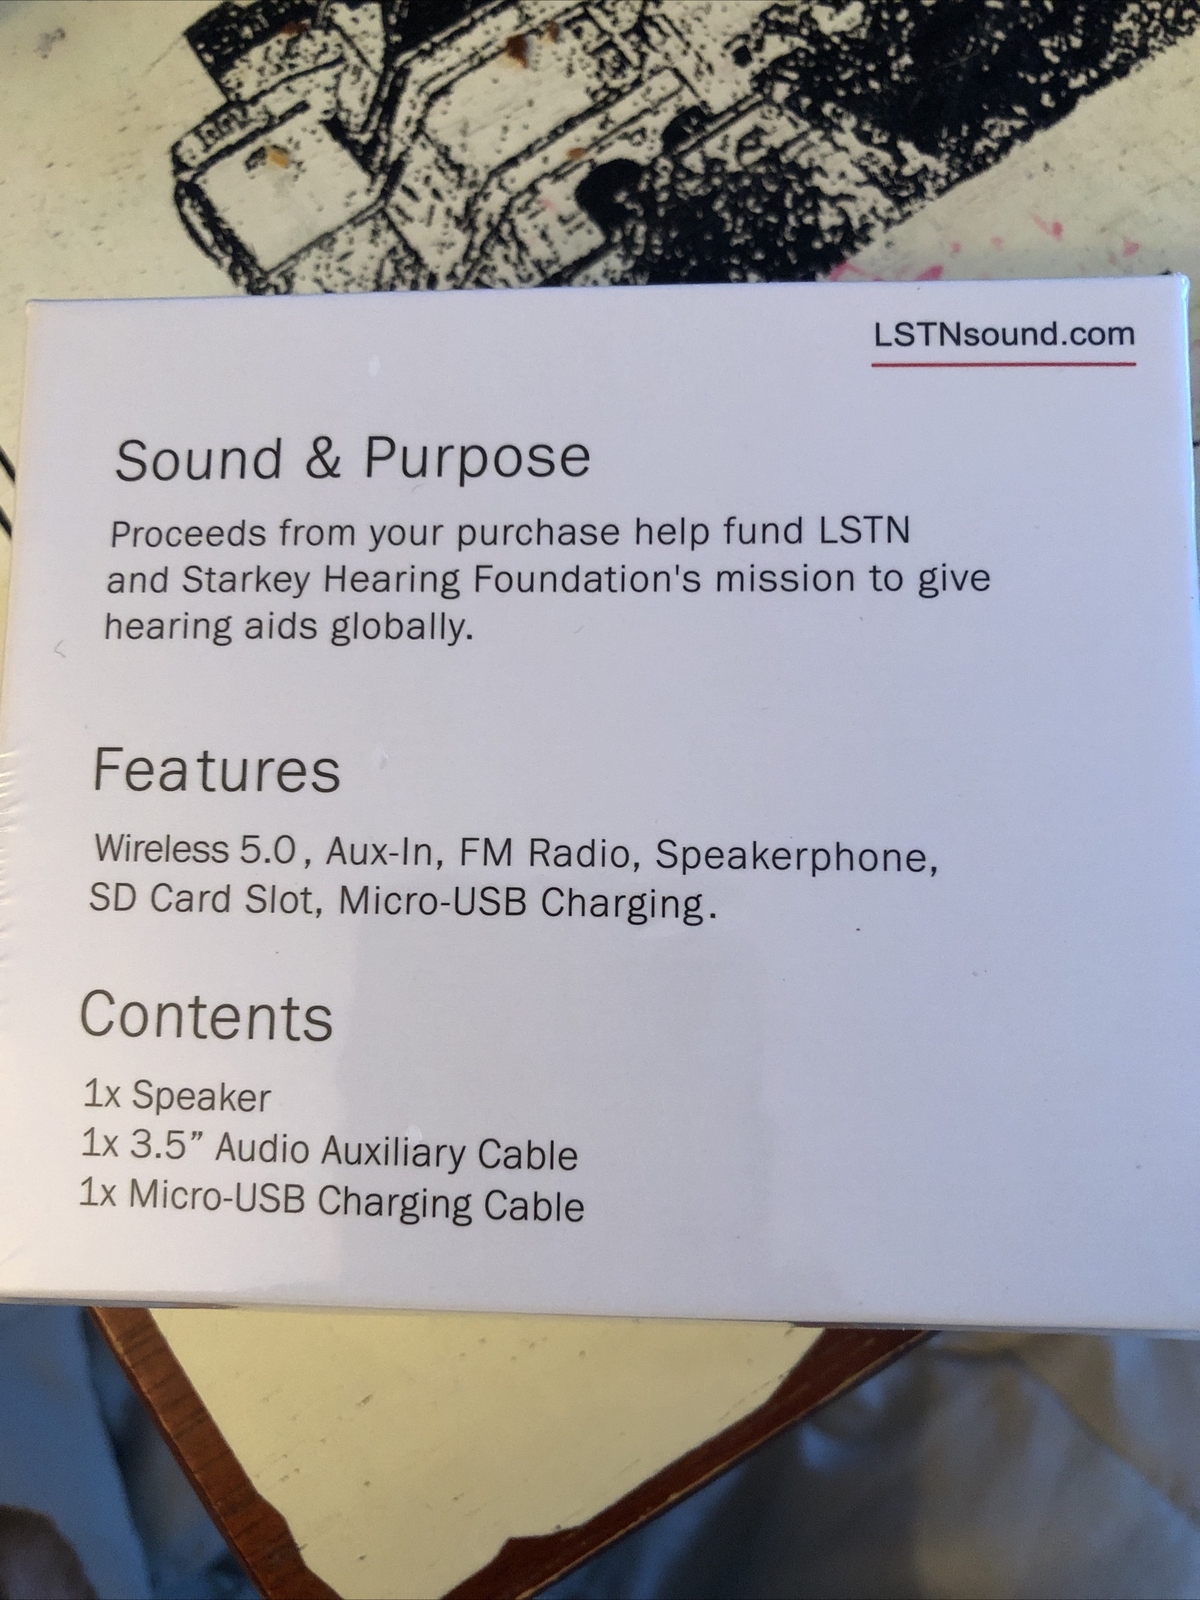 LSTNsound.com
Sound & Purpose
Proceeds from your purchase help fund LSTN
and Starkey Hearing Foundation's mission to give
hearing aids globally.
Features
Wireless 5.0, Aux-In, FM Radio, Speakerphone,
SD Card Slot, Micro-USB Charging.
Contents
1x Speaker
1x 3.5” Audio Auxiliary Cable
1x Micro-USB Charging Cable